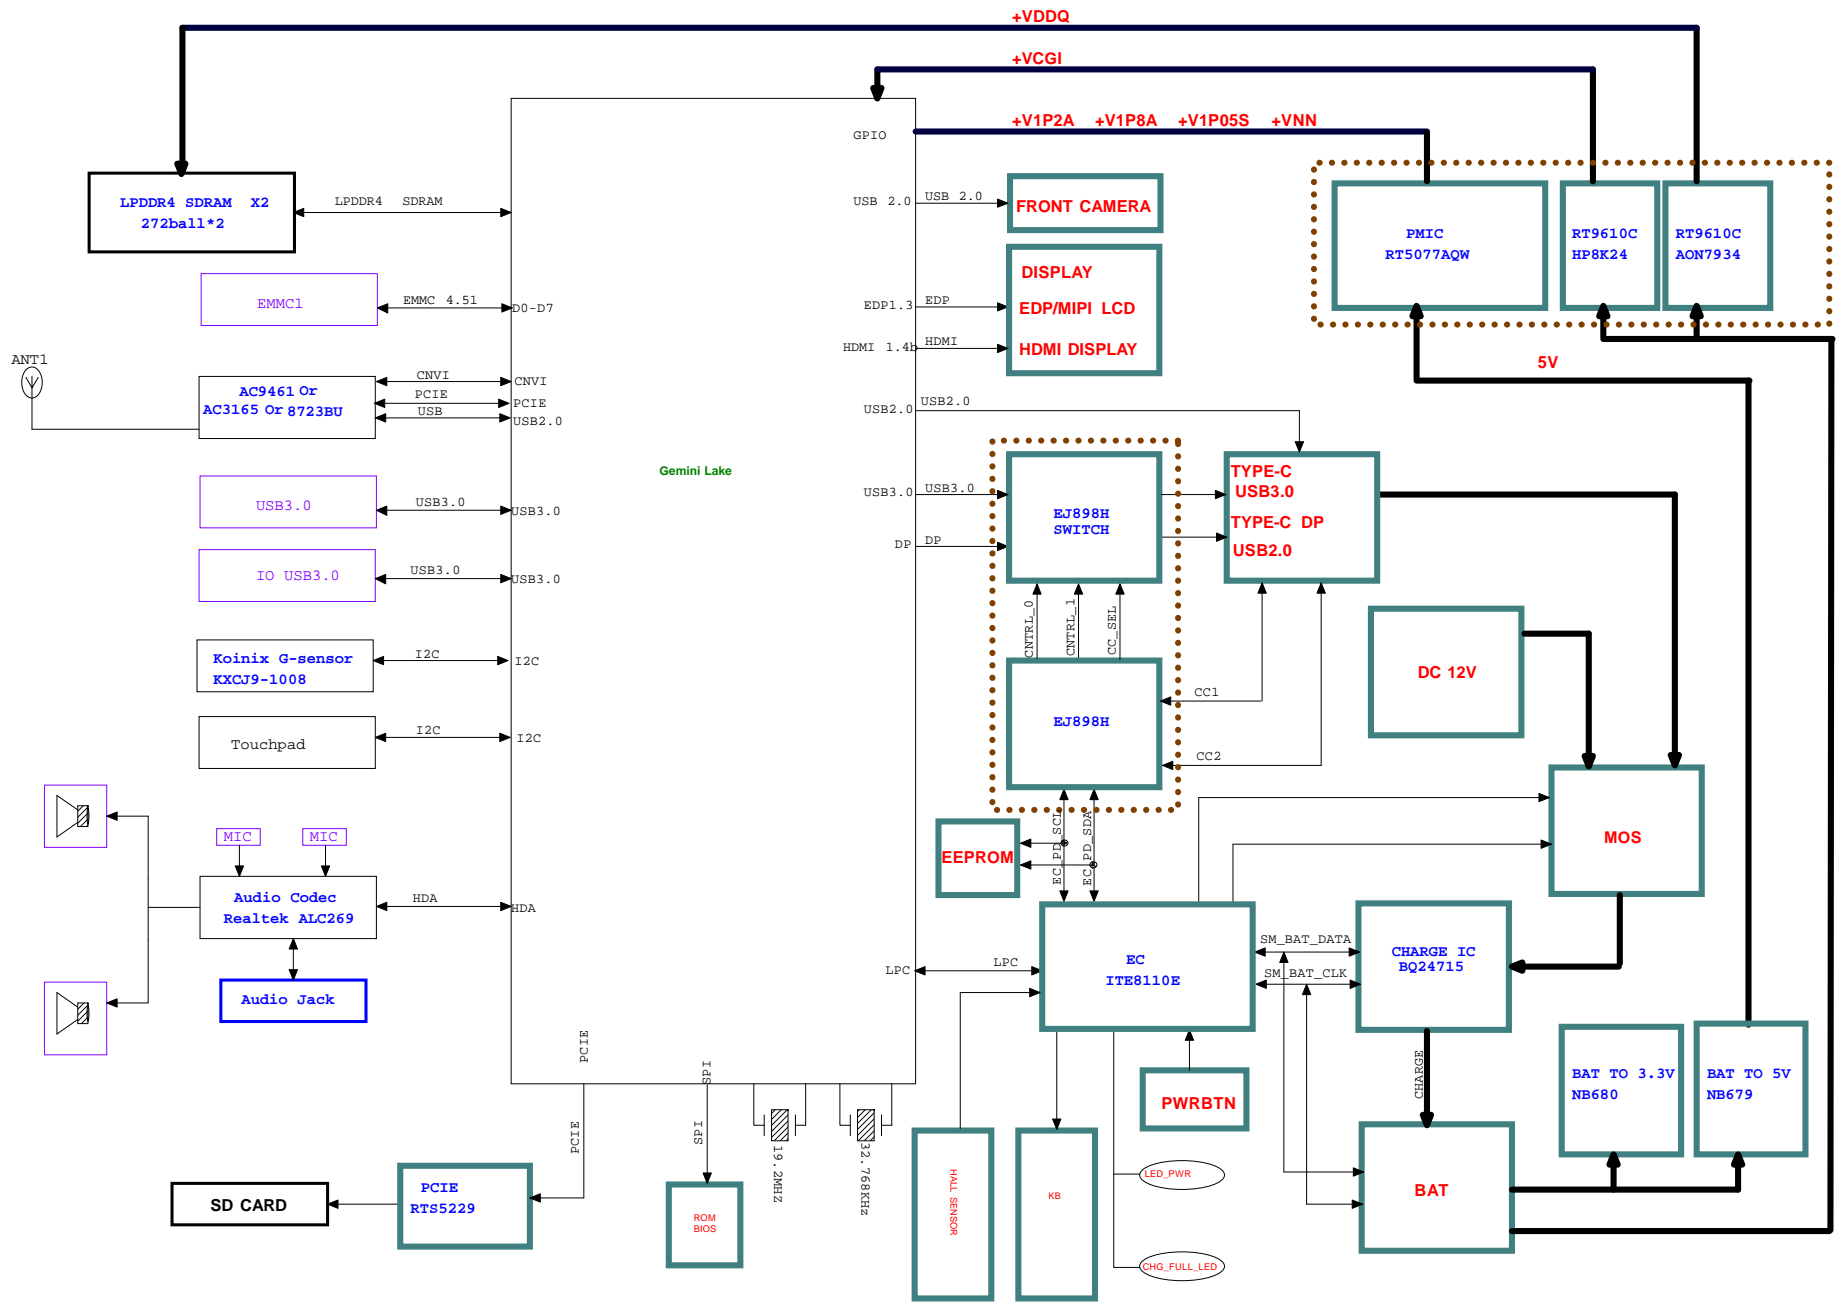 +VDDQ
+VCGI
+V1P2A +V1P8A +V1P05S +VNN
GPIO
LPDDR4 SDRAM X2
272ball*2
LPDDR4 SDRAM
USB 2.0
USB 2.0
FRONT CAMERA
PMIC
RT5077AQW
RT9610C
HP8K24
RT9610C
AON7934
EMMC1
EMMC 4.51
D0-D7
DISPLAY
EDP1.3
EDP
EDP/MIPI LCD
HDMI 1.4b
HDMI
HDMI DISPLAY
5V
ANT1
AC9461 Or
AC3165 Or 8723BU
CNVI
CNVI
PCIE
PCIE
USB
USB2.0
USB2.0
USB2.0
Gemini Lake
USB3.0
USB3.0
USB3.0
USB3.0
USB3.0
EJ898H
SWITCH
TYPE-C
USB3.0
TYPE-C DP
USB2.0
DP
DP
IO USB3.0
USB3.0
USB3.0
CNTRL_0
CNTRL_1
CC_SEL
Koinix G-sensor
KXCJ9-1008
I2C
I2C
EJ898H
CC1
CC2
DC 12V
Touchpad
I2C
I2C
MIC
MIC
Audio Codec
Realtek ALC269
HDA
HDA
Audio Jack
EC_PD_SCL
EC_PD_SDA
EEPROM
MOS
LPC
LPC
EC
ITE8110E
SM_BAT_DATA
SM_BAT_CLK
CHARGE IC
BQ24715
CHARGE
BAT TO 3.3V
NB680
BAT TO 5V
NB679
PCIE
SPI
PCIE
SPI
19.2MHZ
32.768KHz
PWRBTN
SD CARD
PCIE
RTS5229
ROM
BIOS
HALL SENSOR
KB
LED_PWR
CHG_FULL_LED
BAT